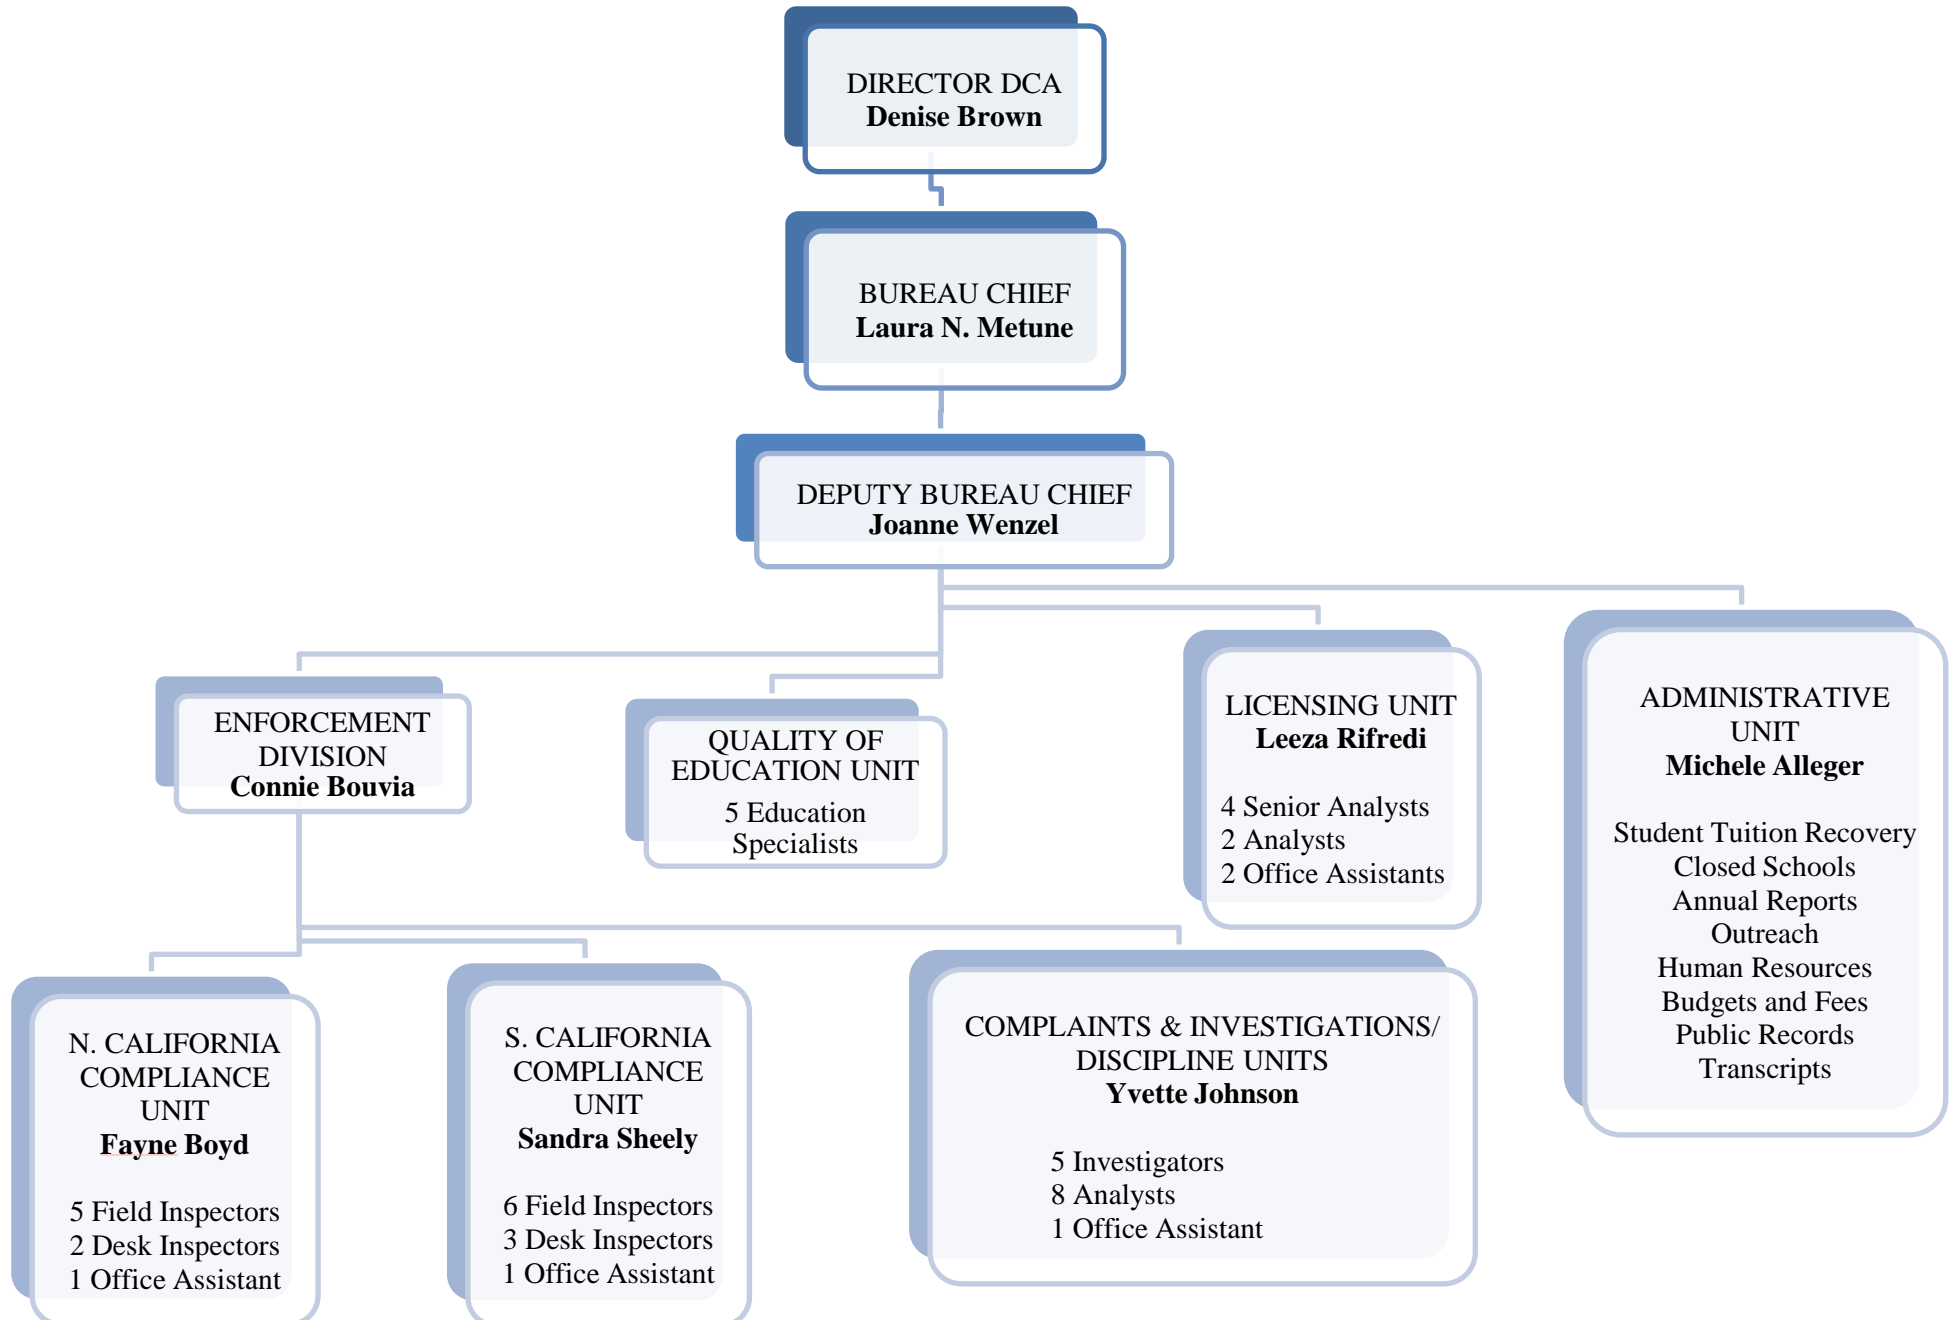 DIRECTOR DCA
Denise Brown
BUREAU CHIEF
Laura N. Metune
DEPUTY BUREAU CHIEF
Joanne Wenzel
ENFORCEMENT
DIVISION
Connie Bouvia
QUALITY OF
EDUCATION UNIT
5 Education
Specialists
LICENSING UNIT
Leeza Rifredi
4 Senior Analysts
2 Analysts
2 Office Assistants
ADMINISTRATIVE
UNIT
Michele Alleger
Student Tuition Recovery
Closed Schools
Annual Reports
Outreach
Human Resources
Budgets and Fees
Public Records
Transcripts
N. CALIFORNIA
COMPLIANCE
UNIT
Fayne Boyd
5 Field Inspectors
2 Desk Inspectors
1 Office Assistant
S. CALIFORNIA
COMPLIANCE
UNIT
Sandra Sheely
6 Field Inspectors
3 Desk Inspectors
1 Office Assistant
COMPLAINTS & INVESTIGATIONS/
DISCIPLINE UNITS
Yvette Johnson
5 Investigators
8 Analysts
1 Office Assistant